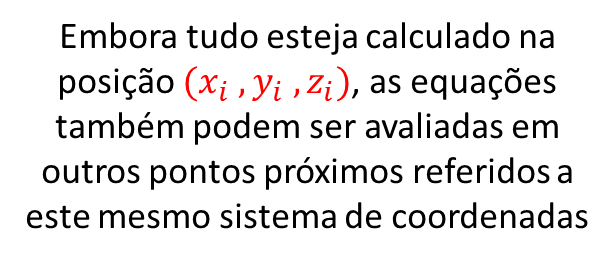 Embora tudo esteja calculado na
posição (xᵢ , yᵢ , zᵢ), as equações
também podem ser avaliadas em
outros pontos próximos referidos a
este mesmo sistema de coordenadas